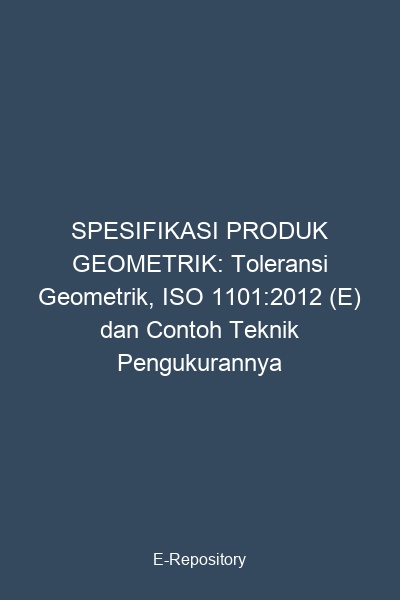 SPESIFIKASI PRODUK
GEOMETRIK: Toleransi
Geometrik, ISO 1101:2012 (E)
dan Contoh Teknik
Pengukurannya
E-Repository